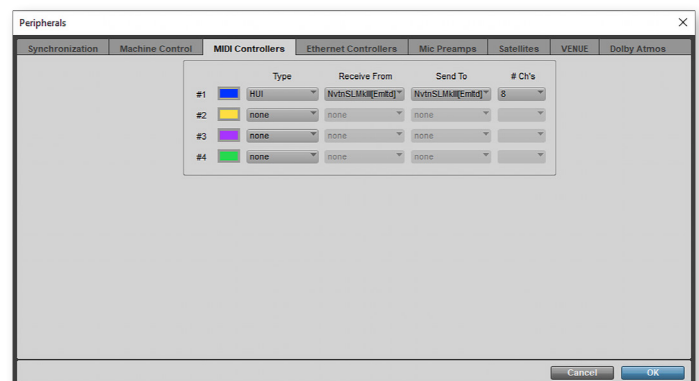 Peripherals
Synchronization Machine Control MIDI Controllers Ethernet Controllers Mic Preamps Satellites VENUE Dolby Atmos
Type Receive From Send To # Ch's
#1 HUI NvtnSLMkIII[Emltd] NvtnSLMkIII[Emltd] 8
#2 none none none
#3 none none none
#4 none none none
Cancel OK